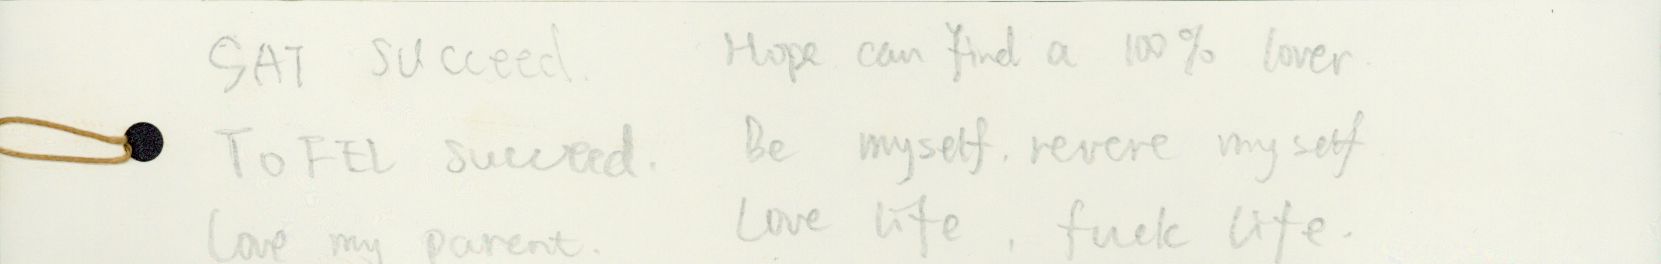 SAT succeed.
TOFEL succeed.
Love my parent.
Hope can find a 100% lover.
Be myself. revere myself
Love life, fuck life.